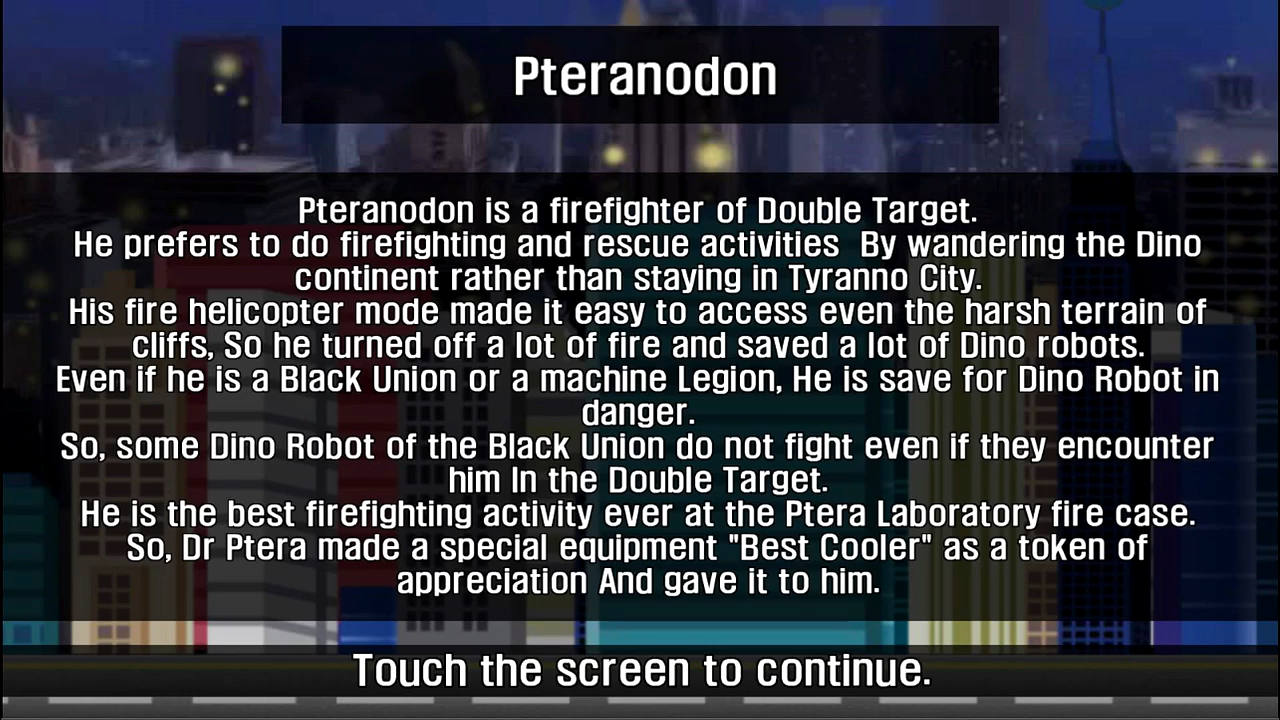 Pteranodon
Pteranodon is a firefighter of Double Target.
He prefers to do firefighting and rescue activities  By wandering the Dino
continent rather than staying in Tyranno City.
His fire helicopter mode made it easy to access even the harsh terrain of
cliffs, So he turned off a lot of fire and saved a lot of Dino robots.
Even if he is a Black Union or a machine Legion, He is save for Dino Robot in
danger.
So, some Dino Robot of the Black Union do not fight even if they encounter
him In the Double Target.
He is the best firefighting activity ever at the Ptera Laboratory fire case.
So, Dr Ptera made a special equipment "Best Cooler" as a token of
appreciation And gave it to him.
Touch the screen to continue.